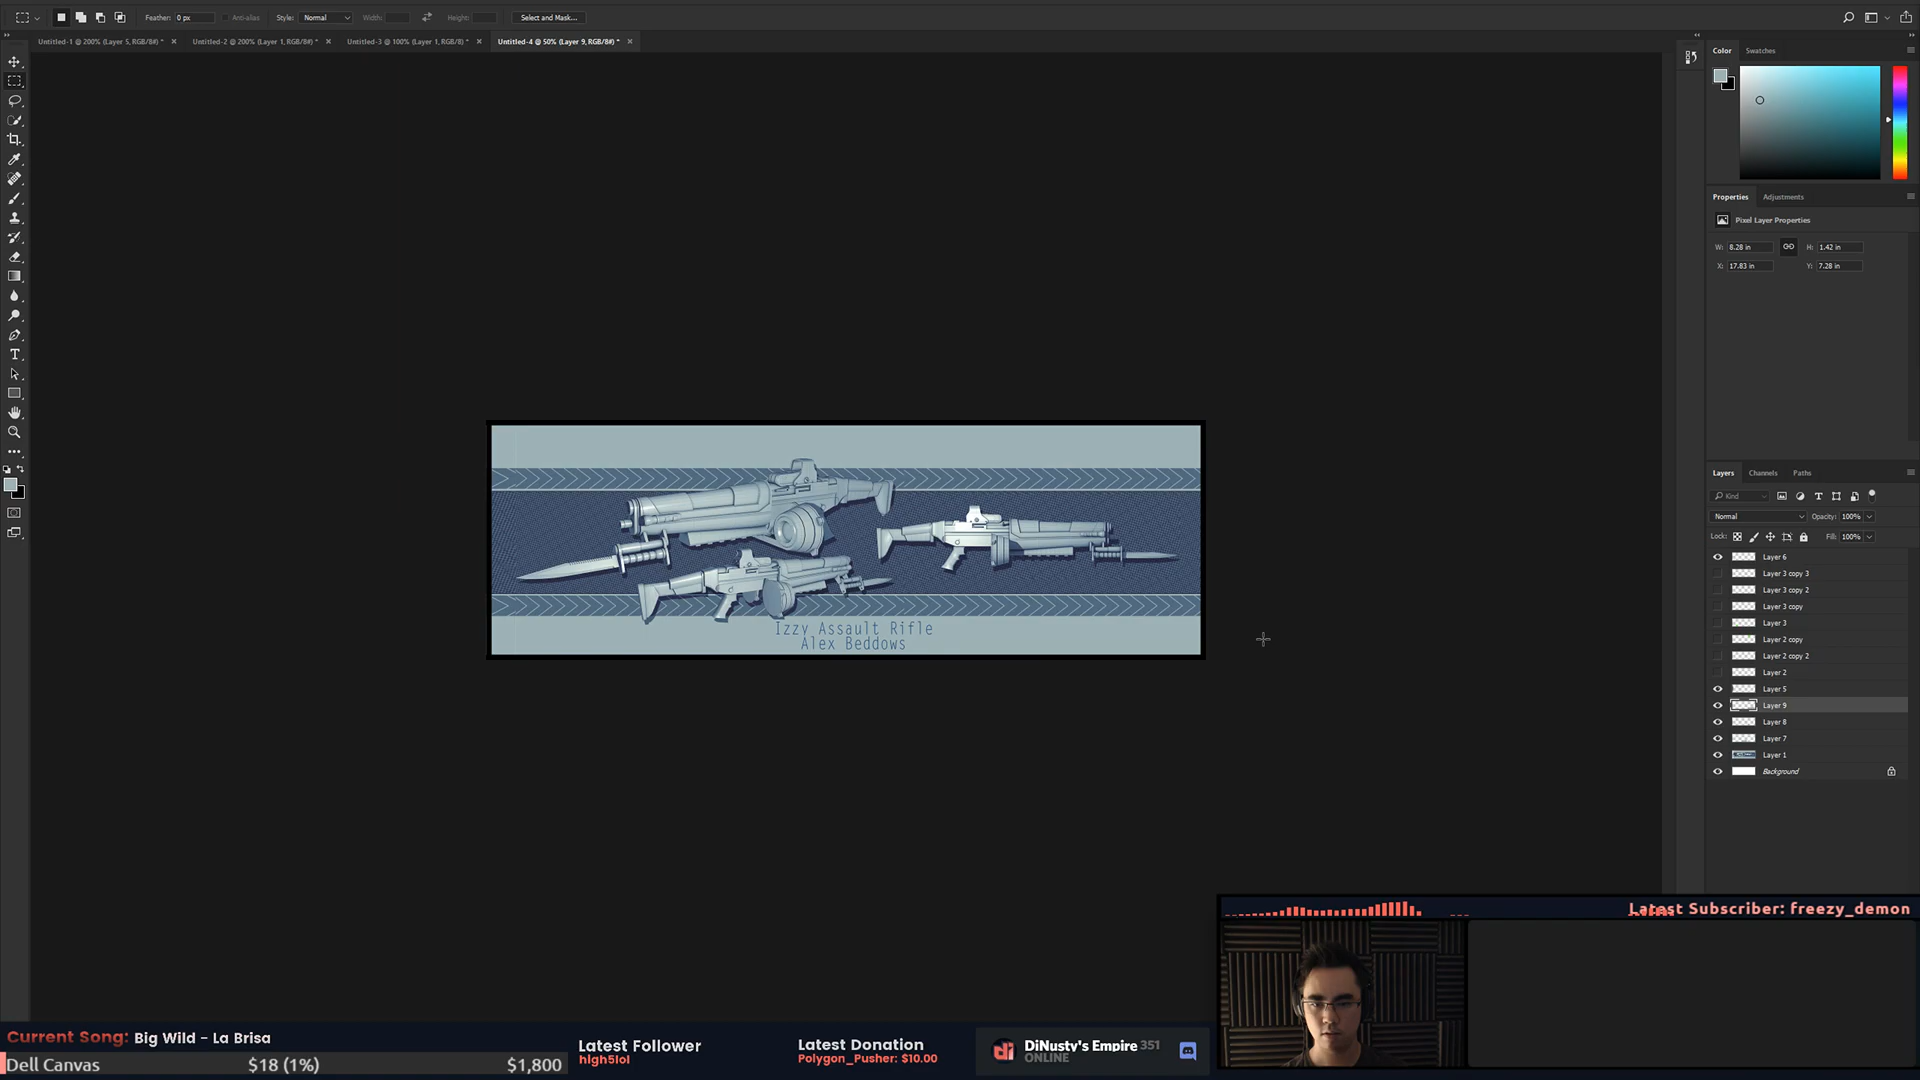 Feather: 0 px
Anti-alias
Style: Normal
Width:
Height:
Select and Mask...
Untitled-1 @ 200% (Layer 5, RGB/8#) *
Untitled-2 @ 200% (Layer 1, RGB/8#) *
Untitled-3 @ 100% (Layer 1, RGB/8) *
Untitled-4 @ 50% (Layer 9, RGB/8#) *
Color
Swatches
Properties
Adjustments
Pixel Layer Properties
W: 8.28 in
H: 1.42 in
X: 17.83 in
Y: 7.28 in
Izzy Assault Rifle
Alex Beddows
Layers
Channels
Paths
Kind
Normal
Opacity: 100%
Lock:
Fill: 100%
Layer 6
Layer 3 copy 3
Layer 3 copy 2
Layer 3 copy
Layer 3
Layer 2 copy
Layer 2 copy 2
Layer 2
Layer 5
Layer 9
Layer 8
Layer 7
Layer 1
Background
Latest Subscriber: freezy_demon
Current Song: Big Wild - La Brisa
Dell Canvas
$18 (1%)
$1,800
Latest Follower
h1gh5lol
Latest Donation
Polygon_Pusher: $10.00
di
DiNusty's Empire 351
ONLINE